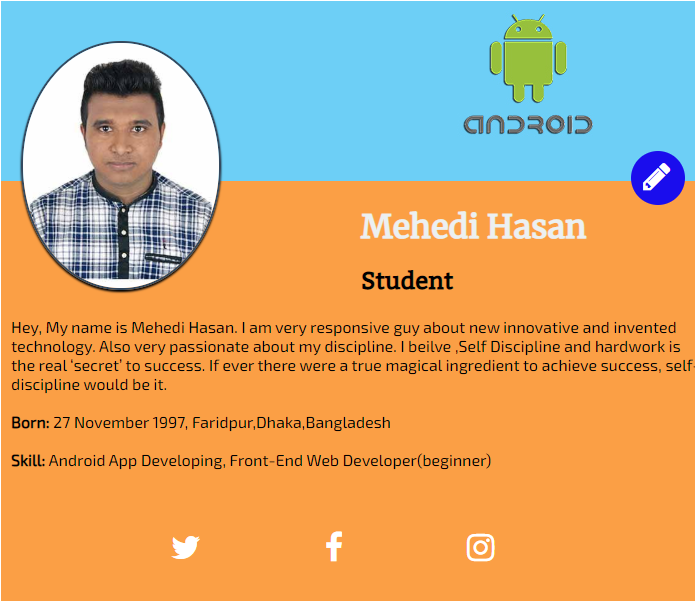 ANDROID
Mehedi Hasan
Student
Hey, My name is Mehedi Hasan. I am very responsive guy about new innovative and invented
technology. Also very passionate about my discipline. I beilve ,Self Discipline and hardwork is
the real ‘secret’ to success. If ever there were a true magical ingredient to achieve success, self-
discipline would be it.
Born: 27 November 1997, Faridpur,Dhaka,Bangladesh
Skill: Android App Developing, Front-End Web Developer(beginner)